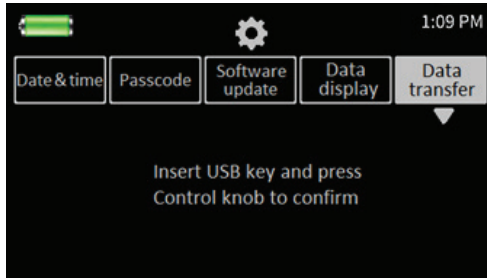 1:09 PM
Date & time
Passcode
Software
update
Data
display
Data
transfer
Insert USB key and press
Control knob to confirm